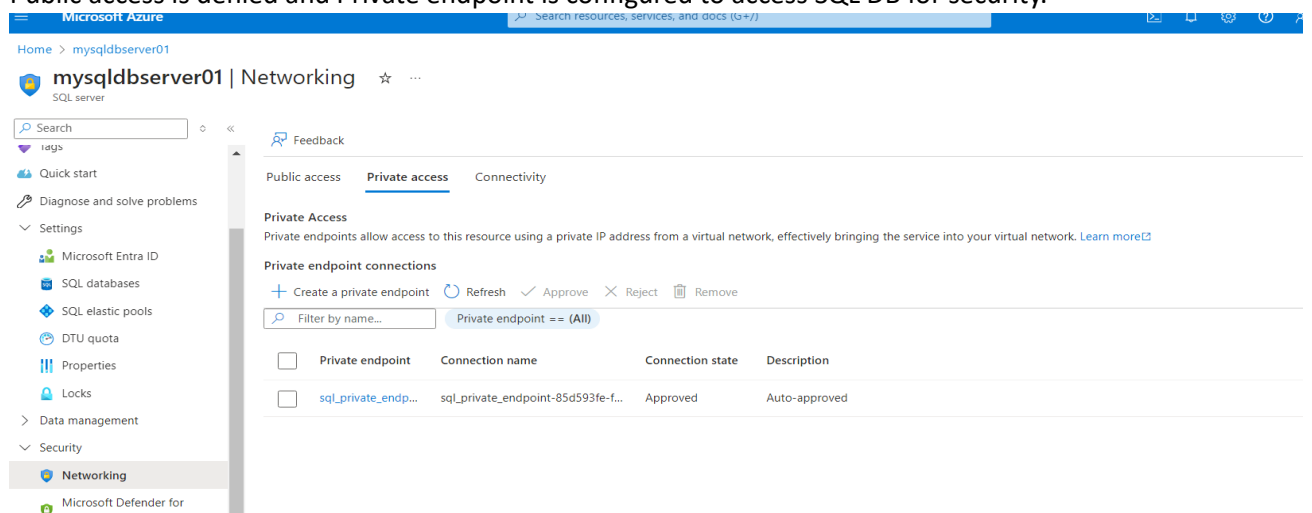 Public access is denied and Private endpoint is configured to access SQL DB for security.
Microsoft Azure
Search resources, services, and docs (G+/)
Home > mysqldbserver01
mysqldbserver01 | Networking
SQL server
Search
Tags
Quick start
Diagnose and solve problems
Settings
Microsoft Entra ID
SQL databases
SQL elastic pools
DTU quota
Properties
Locks
Data management
Security
Networking
Microsoft Defender for
Feedback
Public access Private access Connectivity
Private Access
Private endpoints allow access to this resource using a private IP address from a virtual network, effectively bringing the service into your virtual network. Learn more
Private endpoint connections
Create a private endpoint Refresh Approve Reject Remove
Filter by name... Private endpoint == (All)
Private endpoint Connection name Connection state Description
sql_private_endp... sql_private_endpoint-85d593fe-f... Approved Auto-approved